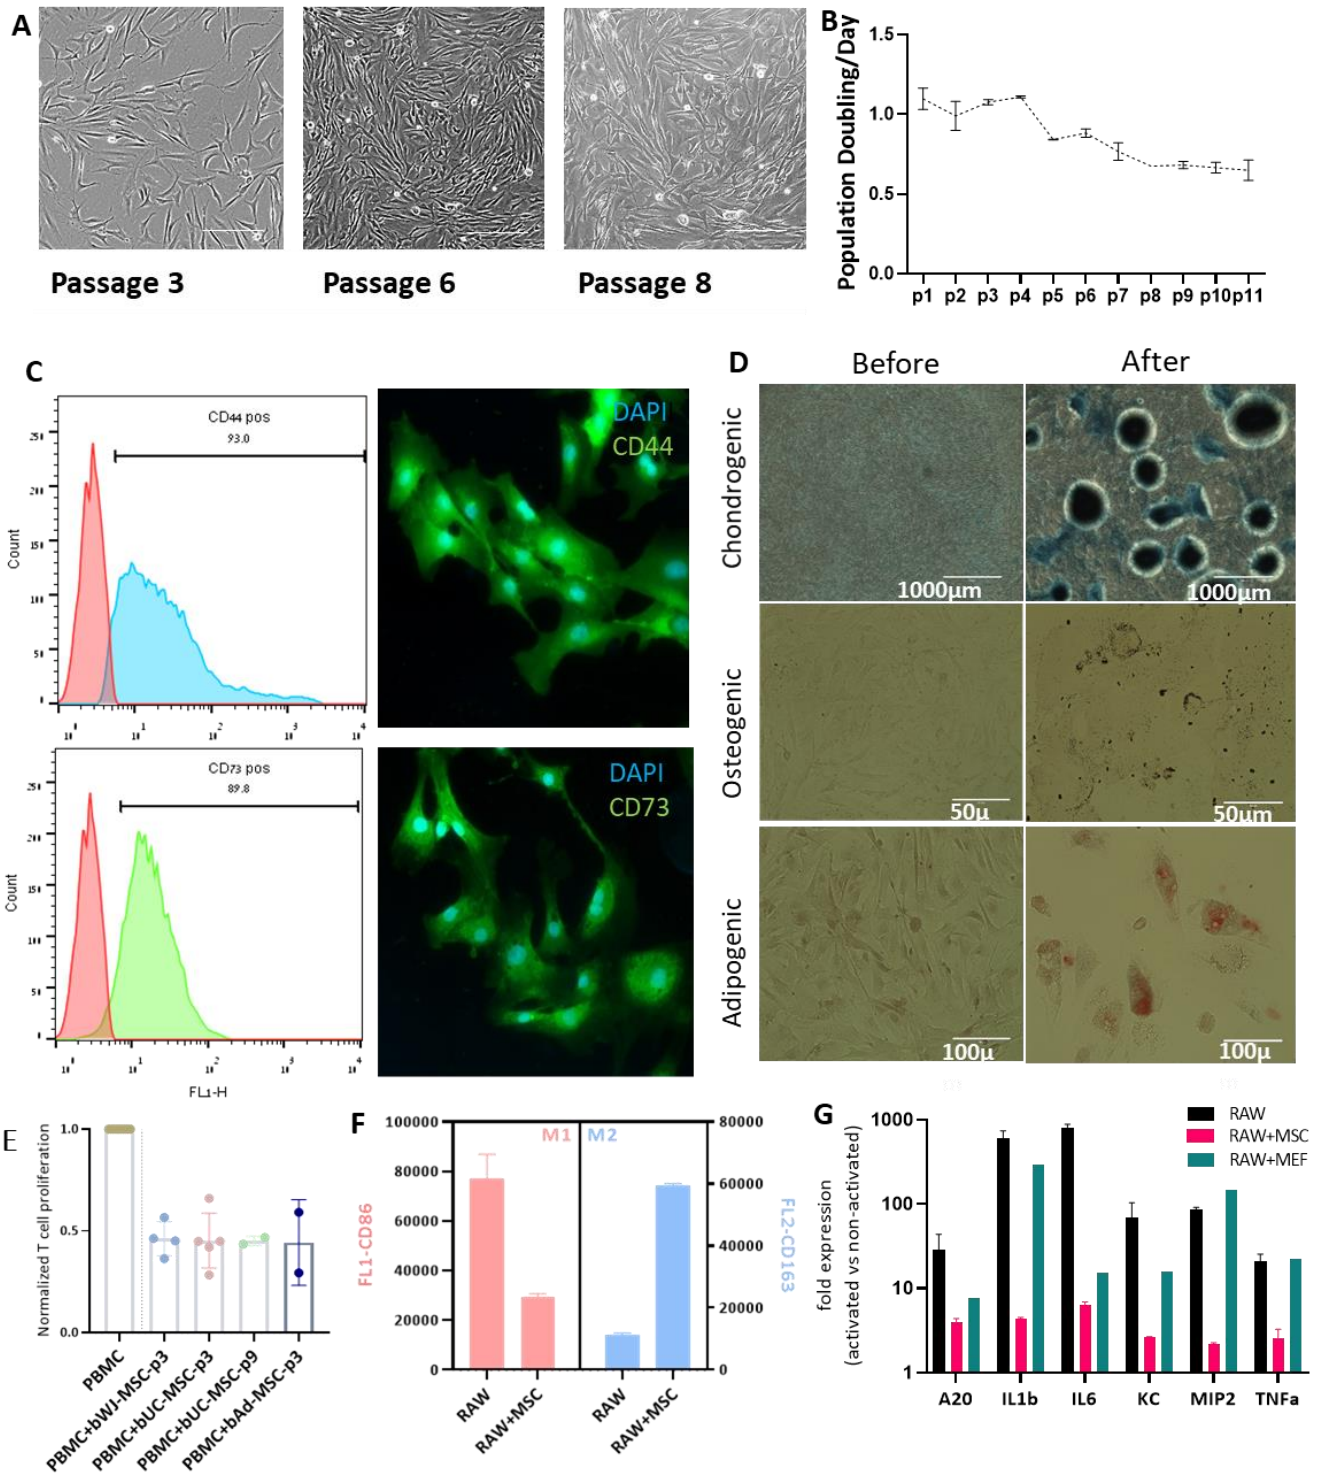 A
Passage 3
Passage 6
Passage 8
B
Population Doubling/Day
1.5
1.0
0.5
0.0
p1 p2 p3 p4 p5 p6 p7 p8 p9 p10 p11
C
CD44 pos
93.0
Count
DAPI
CD44
CD73 pos
89.8
Count
FL1-H
DAPI
CD73
D
Before
After
Chondrogenic
1000µm
1000µm
Osteogenic
50µ
50µm
Adipogenic
100µ
100µ
E
Normalized T cell proliferation
1.0
0.5
0.0
PBMC
PBMC+bWJ-MSC-p3
PBMC+bUC-MSC-p3
PBMC+bUC-MSC-p9
PBMC+bAd-MSC-p3
F
FL1-CD86
100000
80000
60000
40000
20000
0
M1
M2
80000
60000
40000
20000
0
FL2-CD163
RAW
RAW+MSC
RAW
RAW+MSC
G
fold expression
(activated vs non-activated)
1000
100
10
1
RAW
RAW+MSC
RAW+MEF
A20 IL1b IL6 KC MIP2 TNFa